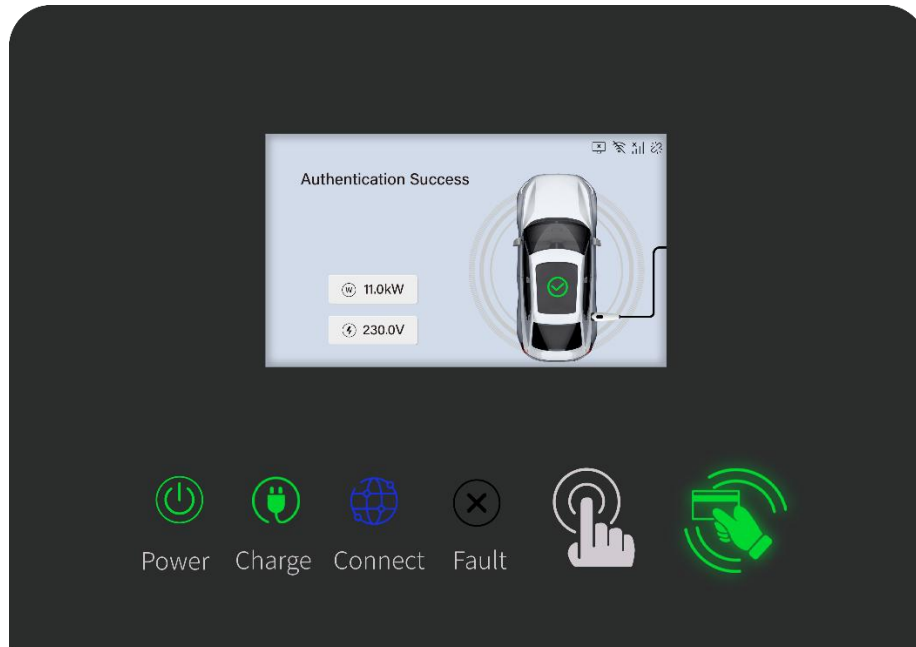 Authentication Success
11.0kW
230.0V
Power Charge Connect Fault